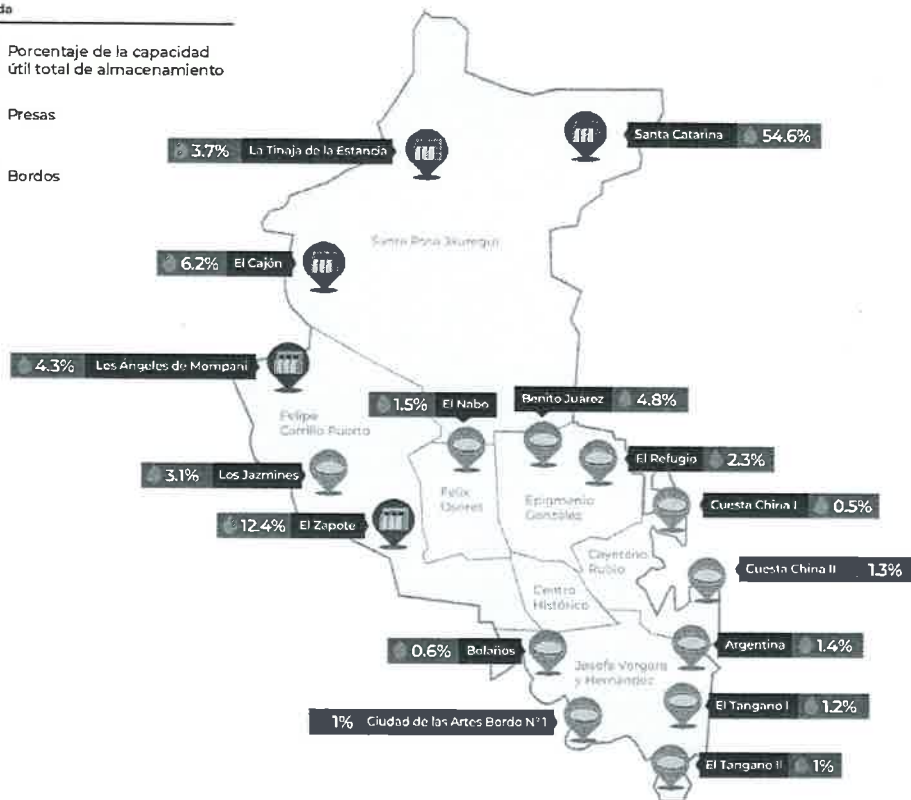 da
Porcentaje de la capacidad
útil total de almacenamiento
Presas
Bordos
Santa Catarina 54.6%
3.7% La Tinaja de la Estancia
Santa Rosa Jáuregui
6.2% El Cajón
4.3% Los Ángeles de Mompaní
1.5% El Nabo
Benito Juárez 4.8%
Felipe
Carrillo Puerto
El Refugio 2.3%
3.1% Los Jazmines
Félix
Osores
Epigmenio
González
Cuesta China I 0.5%
12.4% El Zapote
Cayetano
Rubio
Cuesta China II 1.3%
Centro
Histórico
Argentina 1.4%
0.6% Bolaños
Josefa Vergara
y Hernández
El Tangano I 1.2%
1% Ciudad de las Artes Bordo N°1
El Tangano II 1%